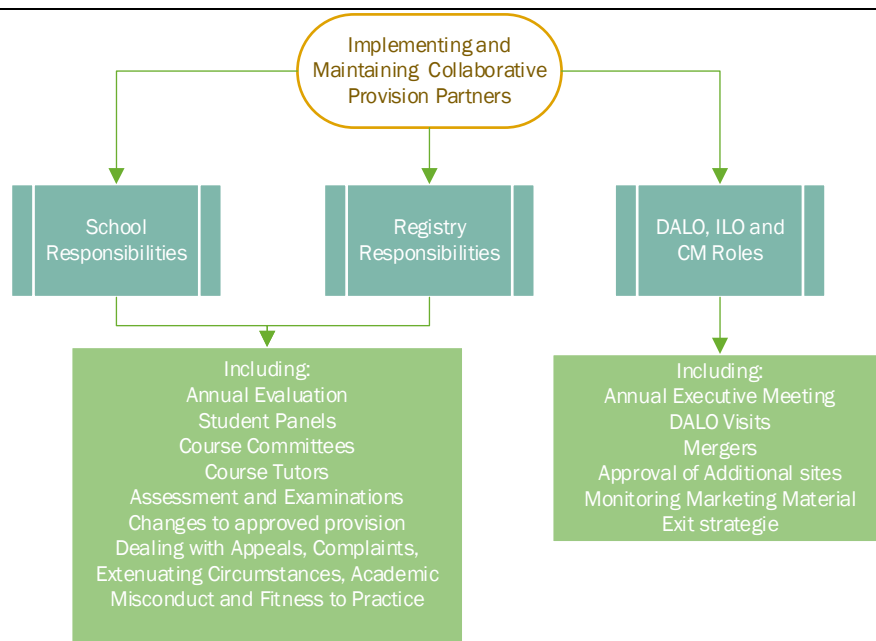 Implementing and
Maintaining Collaborative
Provision Partners
School
Responsibilities
Registry
Responsibilities
DALO, ILO and
CM Roles
Including:
Annual Evaluation
Student Panels
Course Committees
Course Tutors
Assessment and Examinations
Changes to approved provision
Dealing with Appeals, Complaints,
Extenuating Circumstances, Academic
Misconduct and Fitness to Practice
Including:
Annual Executive Meeting
DALO Visits
Mergers
Approval of Additional sites
Monitoring Marketing Material
Exit strategie